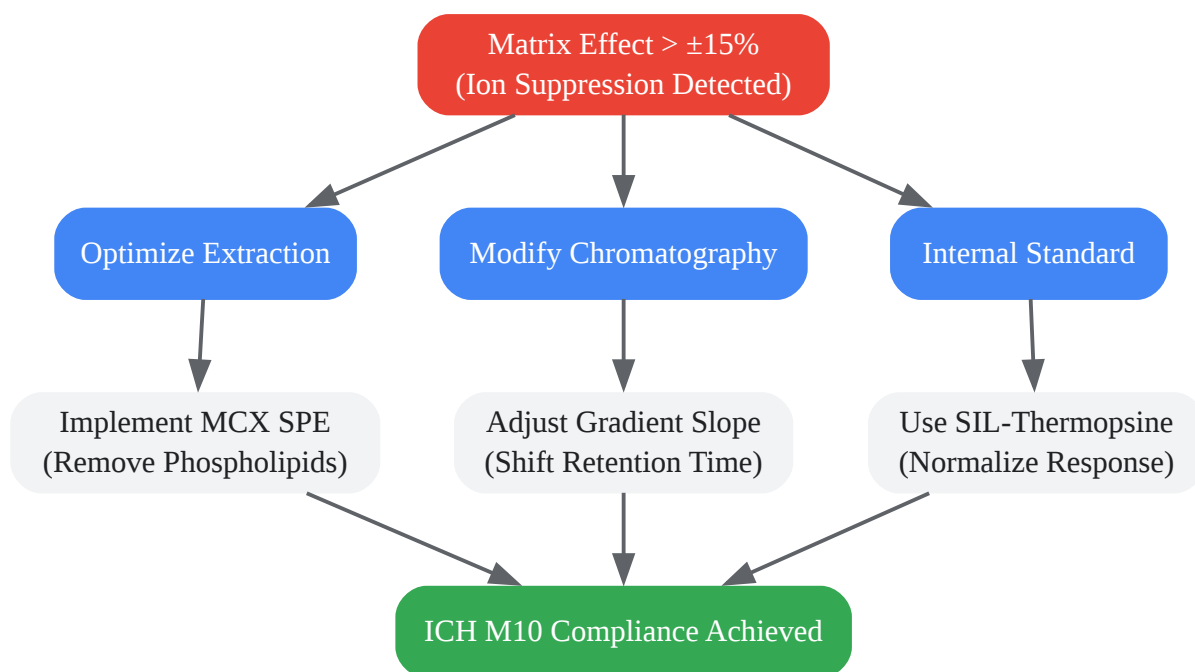 Matrix Effect > ±15%
(Ion Suppression Detected)
Optimize Extraction
Modify Chromatography
Internal Standard
Implement MCX SPE
(Remove Phospholipids)
Adjust Gradient Slope
(Shift Retention Time)
Use SIL-Thermopsine
(Normalize Response)
ICH M10 Compliance Achieved